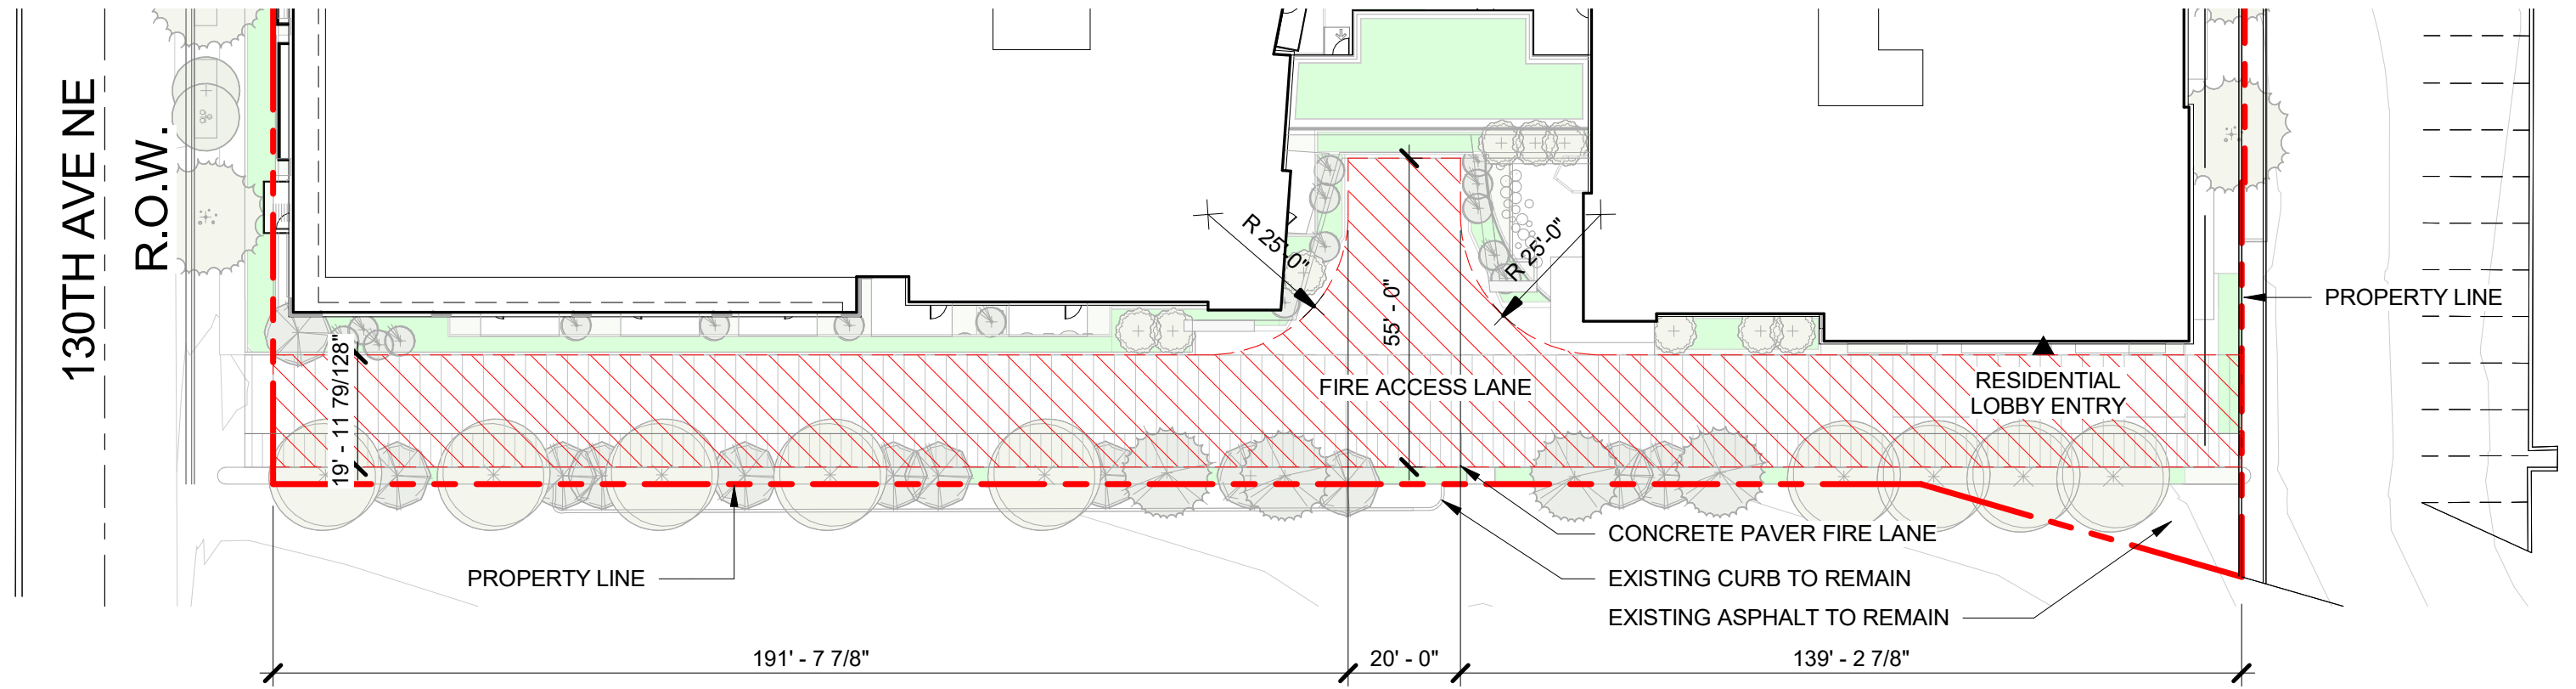 130TH AVE NE
R.O.W.
R 25'-0"
R 25'-0"
55' - 0"
PROPERTY LINE
19' - 11 79/128"
FIRE ACCESS LANE
RESIDENTIAL
LOBBY ENTRY
CONCRETE PAVER FIRE LANE
PROPERTY LINE
EXISTING CURB TO REMAIN
EXISTING ASPHALT TO REMAIN
191' - 7 7/8"
20' - 0"
139' - 2 7/8"